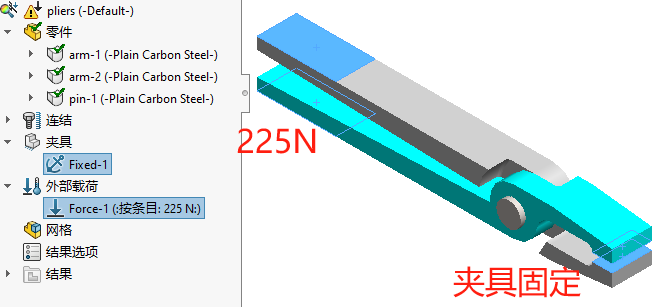 pliers (-Default-)
零件
arm-1 (-Plain Carbon Steel-)
arm-2 (-Plain Carbon Steel-)
pin-1 (-Plain Carbon Steel-)
连结
夹具
Fixed-1
外部载荷
Force-1 (:按条目: 225 N:)
网格
结果选项
结果
225N
夹具固定